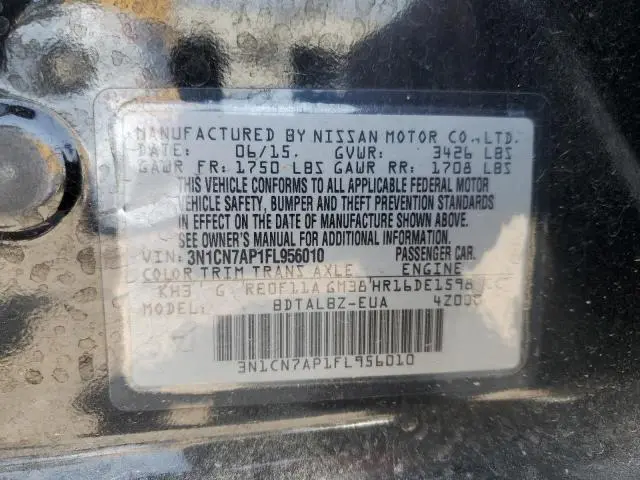 MANUFACTURED BY NISSAN MOTOR CO., LTD.
DATE: 06/15. GVWR: 3426 LBS
GAWR FR: 1750 LBS GAWR RR: 1708 LBS
THIS VEHICLE CONFORMS TO ALL APPLICABLE FEDERAL MOTOR
VEHICLE SAFETY, BUMPER AND THEFT PREVENTION STANDARDS
IN EFFECT ON THE DATE OF MANUFACTURE SHOWN ABOVE.
SEE OWNER'S MANUAL FOR ADDITIONAL INFORMATION.
VIN: 3N1CN7AP1FL956010 PASSENGER CAR.
COLOR TRIM TRANS AXLE ENGINE
KH3 G RE0F11A GM38 HR16DE1598 CC
MODEL: BDTALBZ-EUA
3N1CN7AP1FL956010